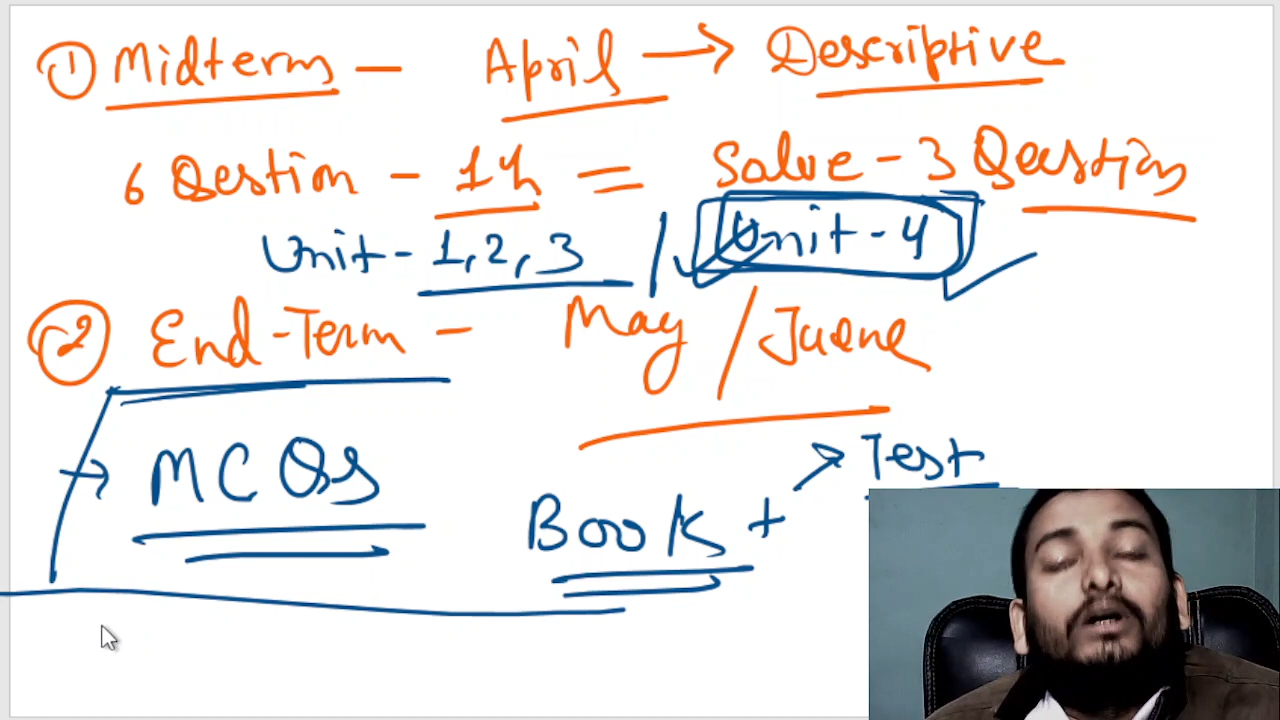 ① Midterm - April → Descriptive
6 Qestion - 1h = Solve - 3 Qeestion
Unit - 1, 2, 3 / Unit - 4
② End-Term - May / Juene
→ MCQs
Book + → Test